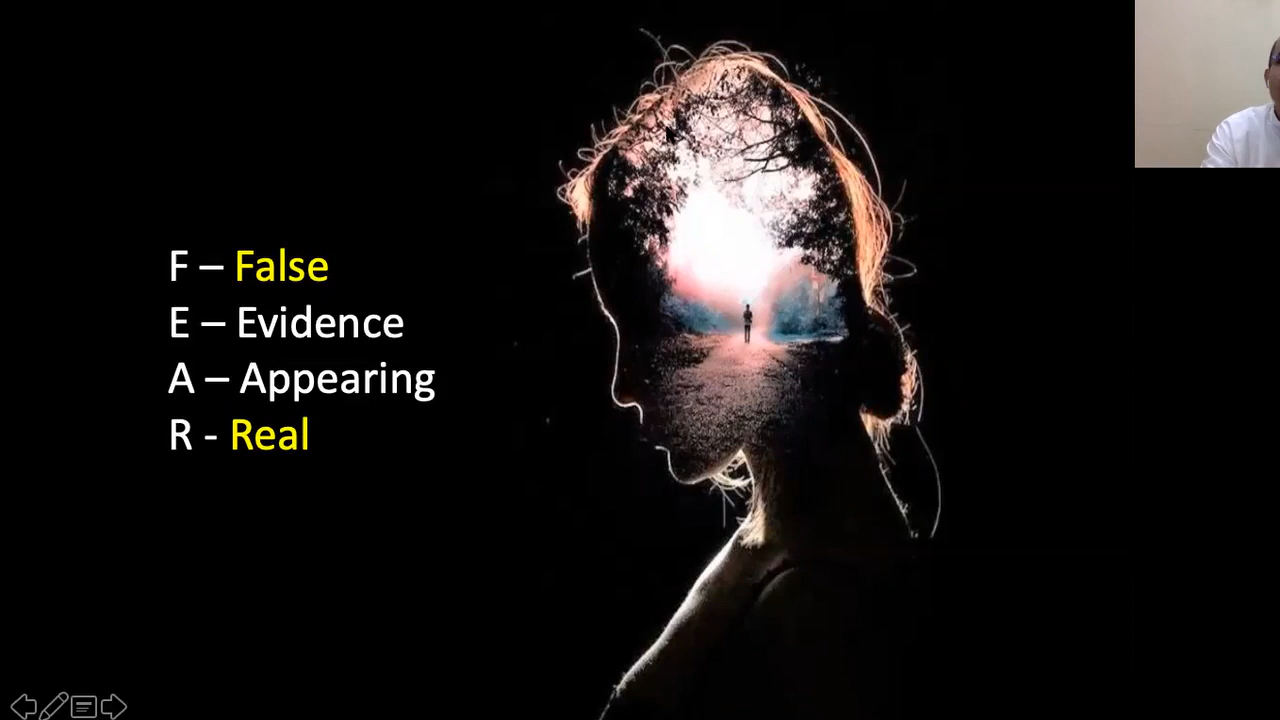 F – False
E – Evidence
A – Appearing
R - Real